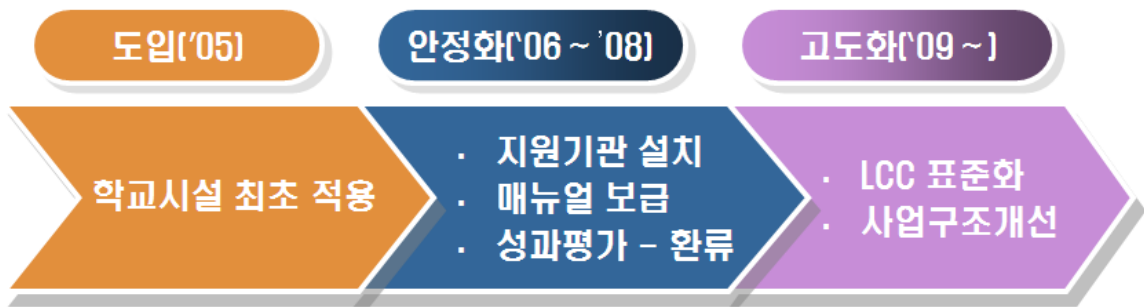 도입('05)
안정화('06 ~ '08)
고도화('09 ~ )
학교시설 최초 적용
· 지원기관 설치
· 매뉴얼 보급
· 성과평가 – 환류
· LCC 표준화
· 사업구조개선